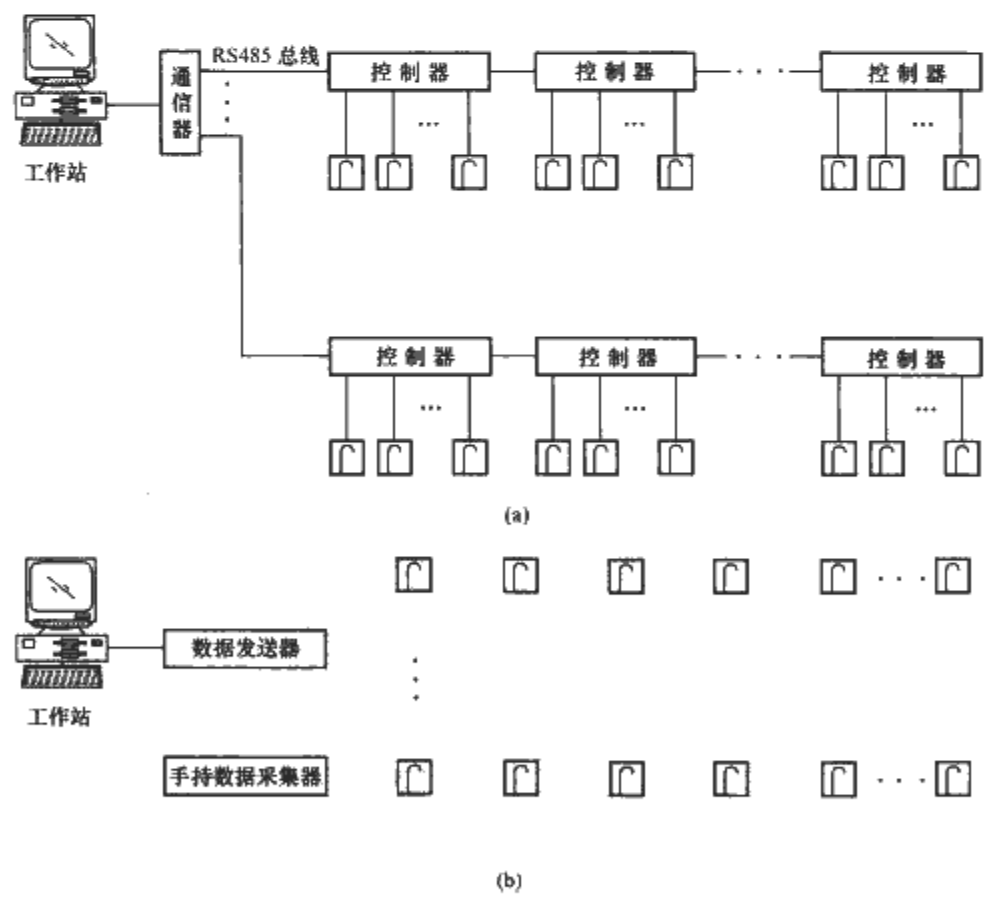 RS485 总线
通信器
控制器
控制器
控制器
工作站
控制器
控制器
控制器
(a)
数据发送器
工作站
手持数据采集器
(b)